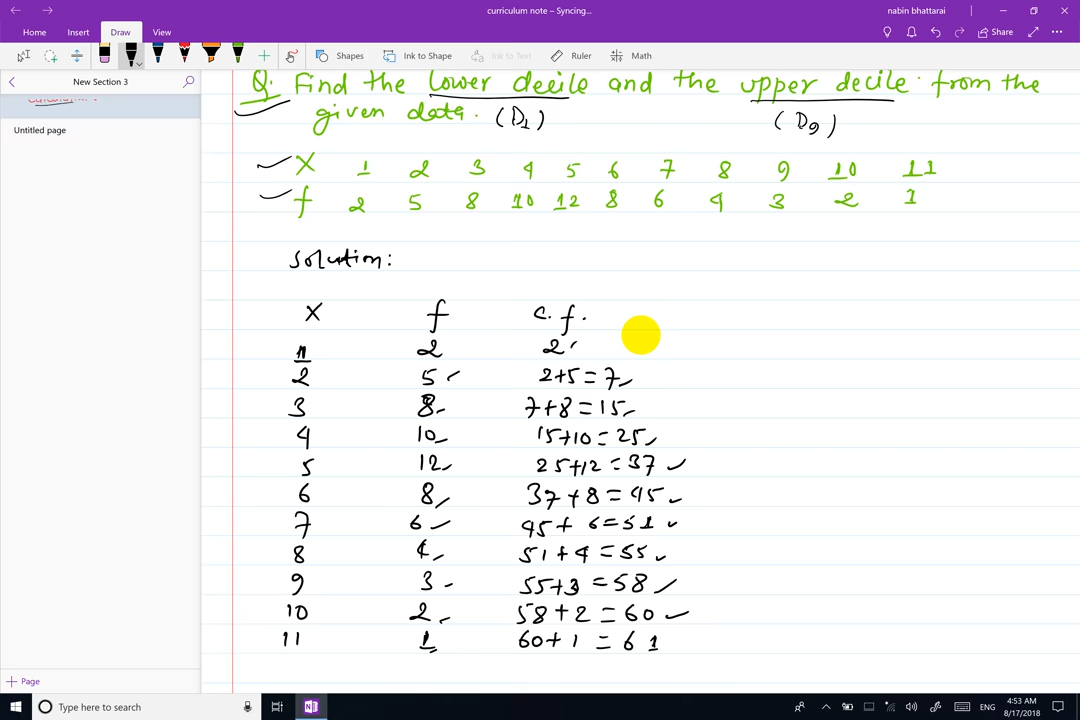 curriculum note - Syncing...
nabin bhattarai
Home Insert Draw View
Share
Shapes Ink to Shape Ink to Text Ruler Math
New Section 3
Untitled page
Q. Find the lower decile and the upper decile from the
given data. (D1) (D9)
X 1 2 3 4 5 6 7 8 9 10 11
f 2 5 8 10 12 8 6 4 3 2 1
Solution:
X f c.f.
1 2 2
2 5 2+5=7
3 8 7+8=15
4 10 15+10=25
5 12 25+12=37
6 8 37+8=45
7 6 45+6=51
8 4 51+4=55
9 3 55+3=58
10 2 58+2=60
11 1 60+1=61
+ Page
Type here to search
ENG
4:53 AM
8/17/2018